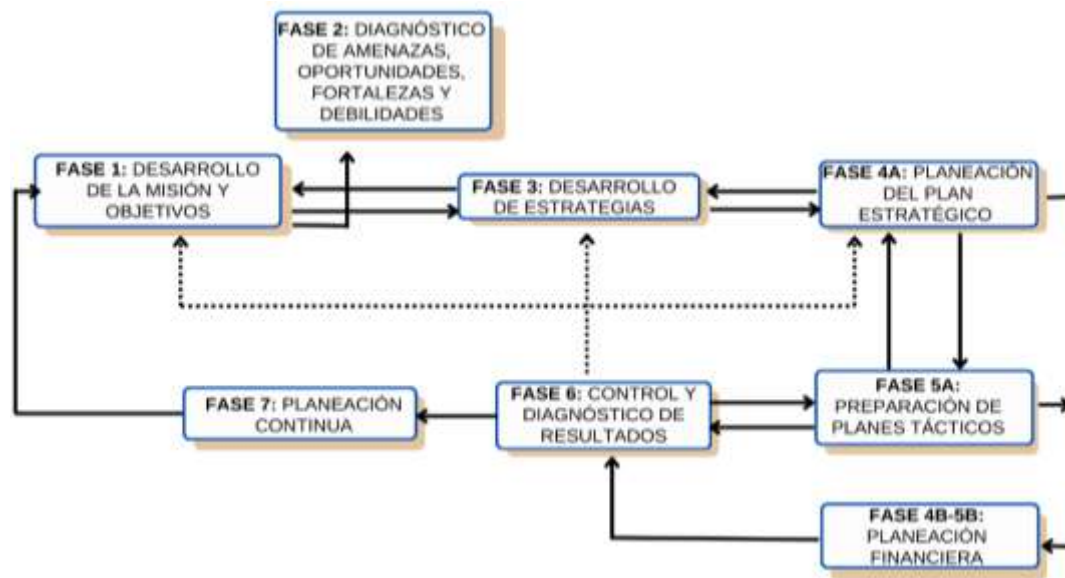 FASE 2: DIAGNÓSTICO
DE AMENAZAS,
OPORTUNIDADES,
FORTALEZAS Y
DEBILIDADES
FASE 1: DESARROLLO
DE LA MISIÓN Y
OBJETIVOS
FASE 3: DESARROLLO
DE ESTRATEGIAS
FASE 4A: PLANEACIÓN
DEL PLAN
ESTRATÉGICO
FASE 7: PLANEACIÓN
CONTINUA
FASE 6: CONTROL Y
DIAGNÓSTICO DE
RESULTADOS
FASE 5A:
PREPARACIÓN DE
PLANES TÁCTICOS
FASE 4B-5B:
PLANEACIÓN
FINANCIERA